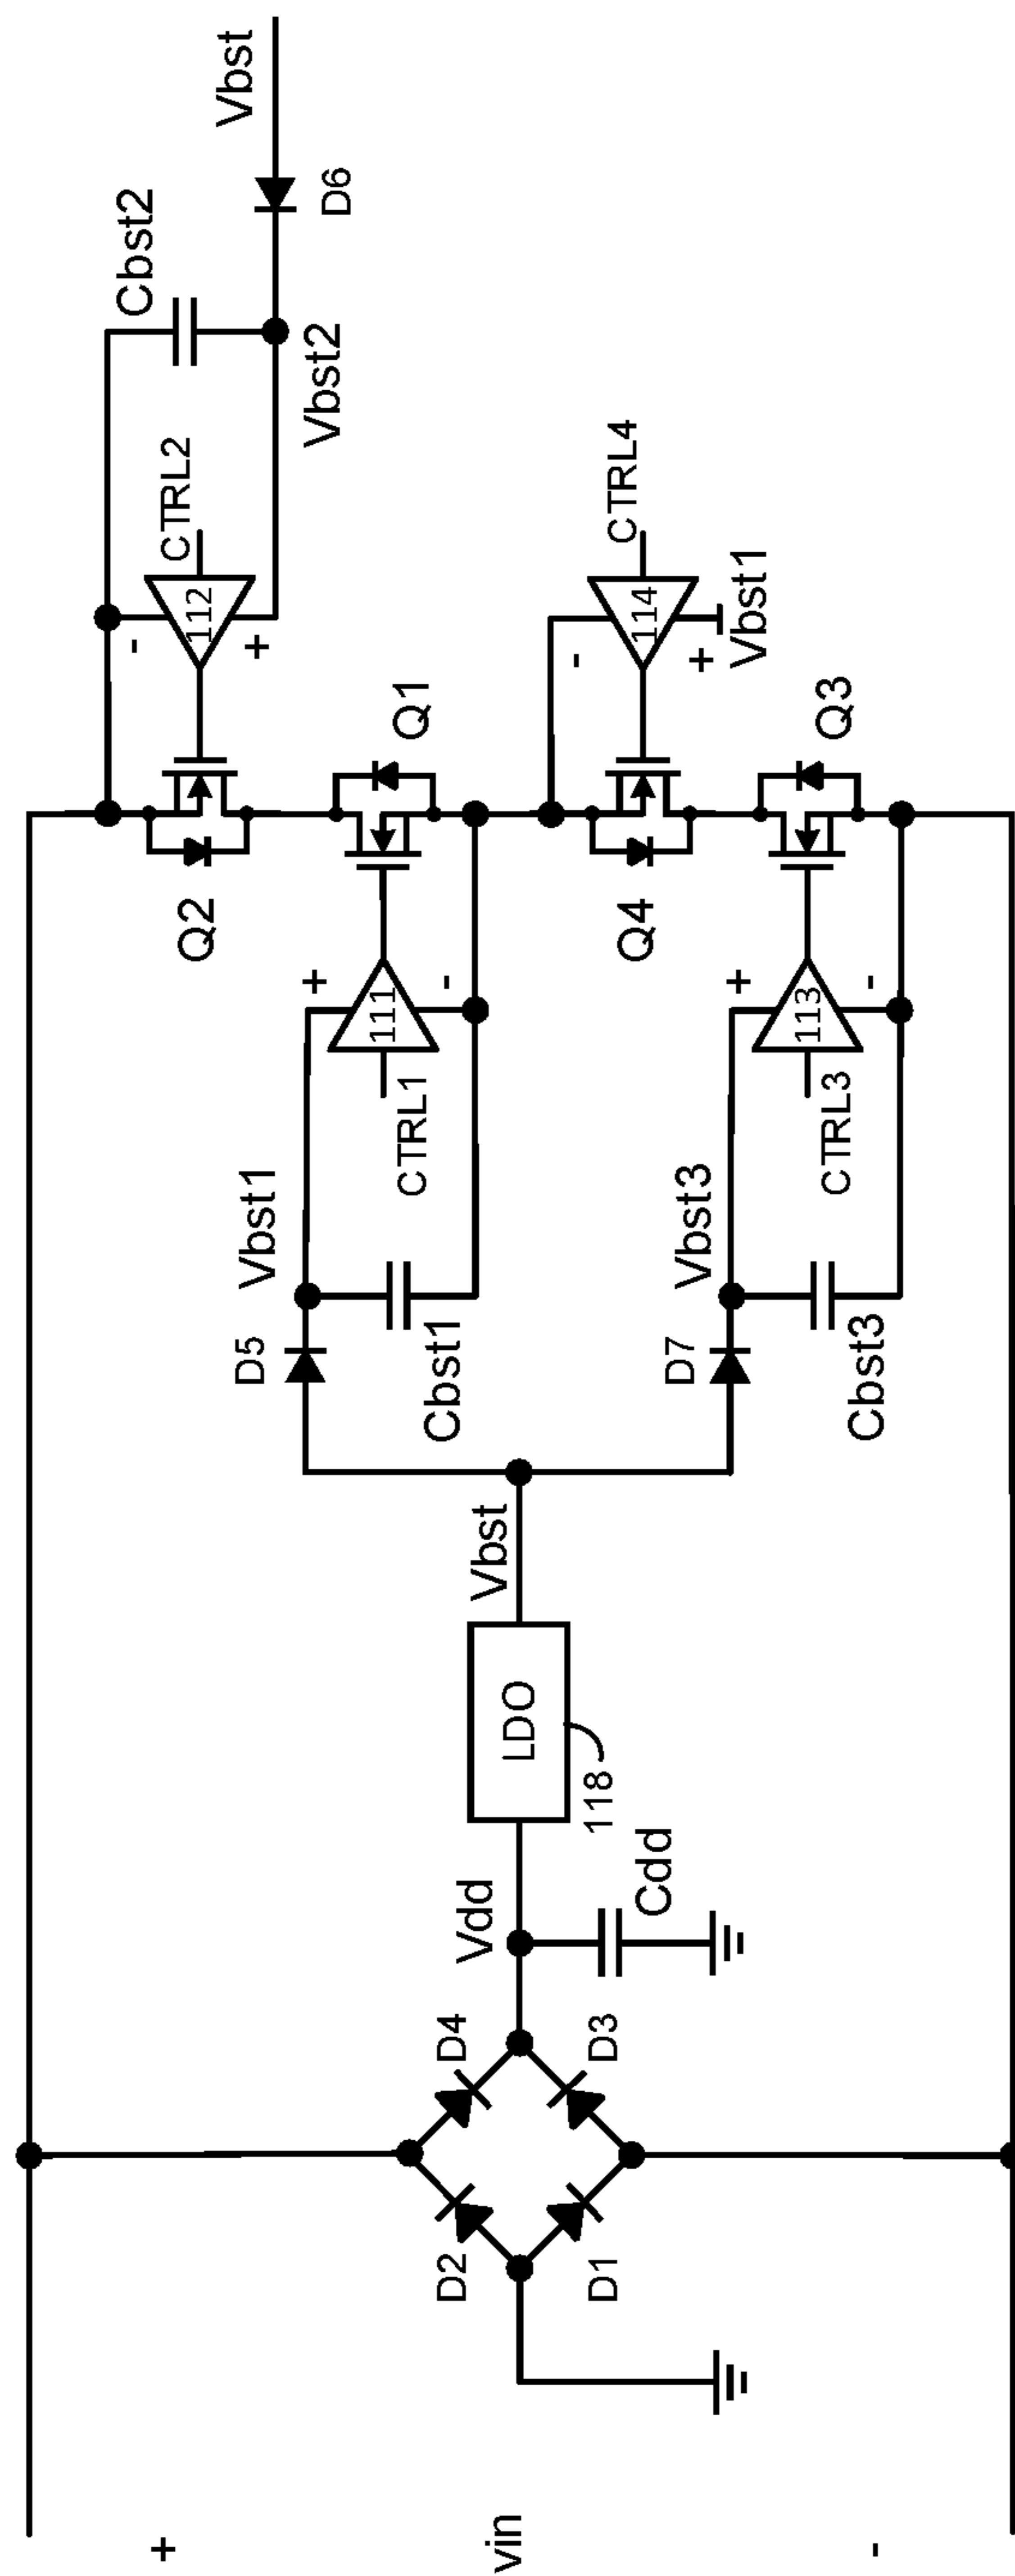 +
vin
-
D2
D1
D4
D3
Vdd
Cdd
LDO
118
Vbst
D5
Vbst1
Cbst1
CTRL1
111
+
-
D7
Vbst3
Cbst3
CTRL3
113
+
-
Q2
Q1
Q4
Q3
112
-
+
CTRL2
Cbst2
Vbst2
D6
Vbst
114
-
+
CTRL4
Vbst1